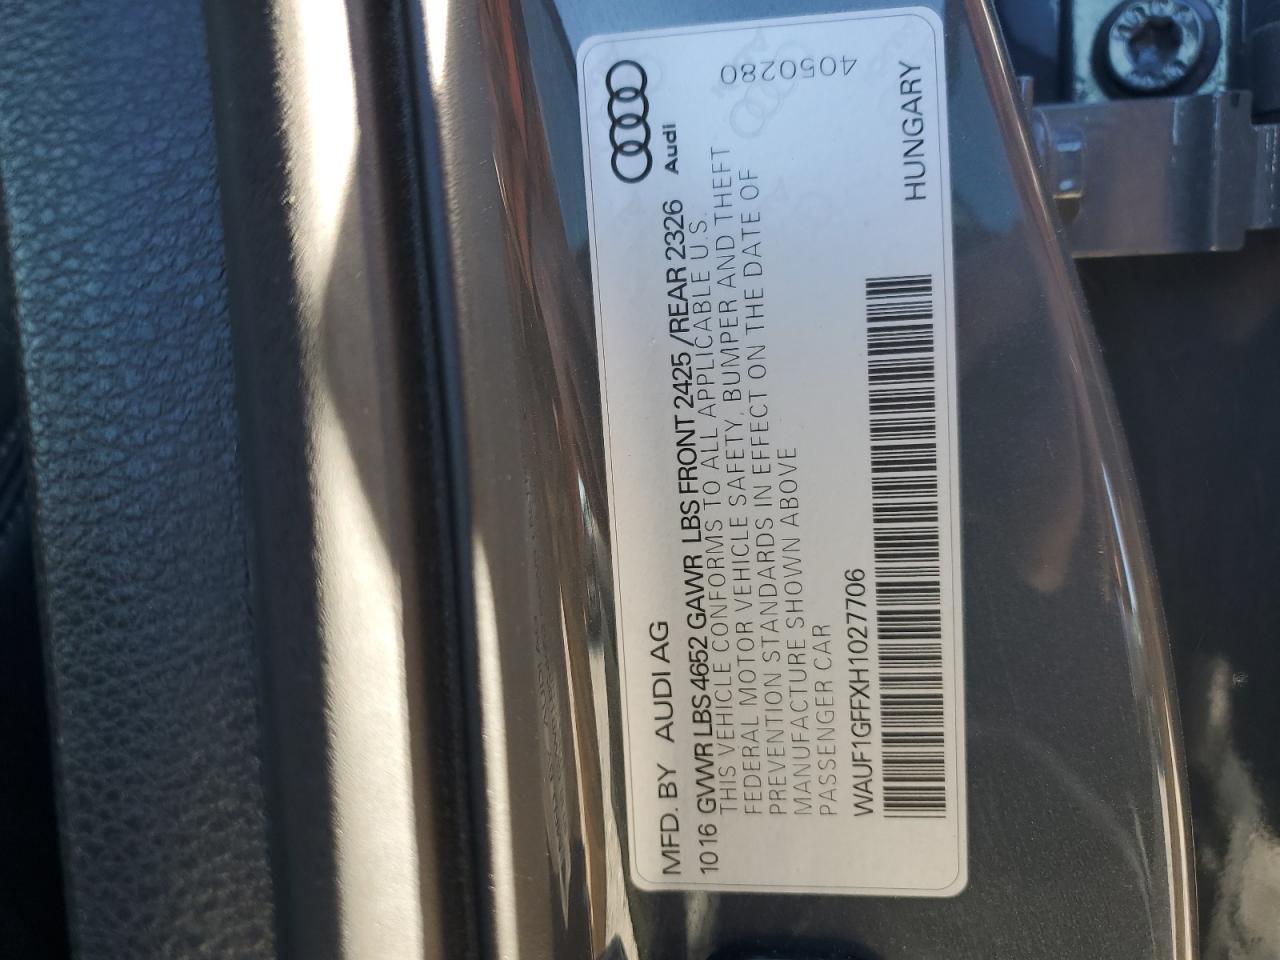 MFD. BY AUDI AG
Audi
10 16 GVWR LBS 4652 GAWR LBS FRONT 2425 /REAR 2326
THIS VEHICLE CONFORMS TO ALL APPLICABLE U.S.
FEDERAL MOTOR VEHICLE SAFETY, BUMPER AND THEFT
PREVENTION STANDARDS IN EFFECT ON THE DATE OF
MANUFACTURE SHOWN ABOVE
PASSENGER CAR
4050280
WAUF1GFFXH1027706
HUNGARY